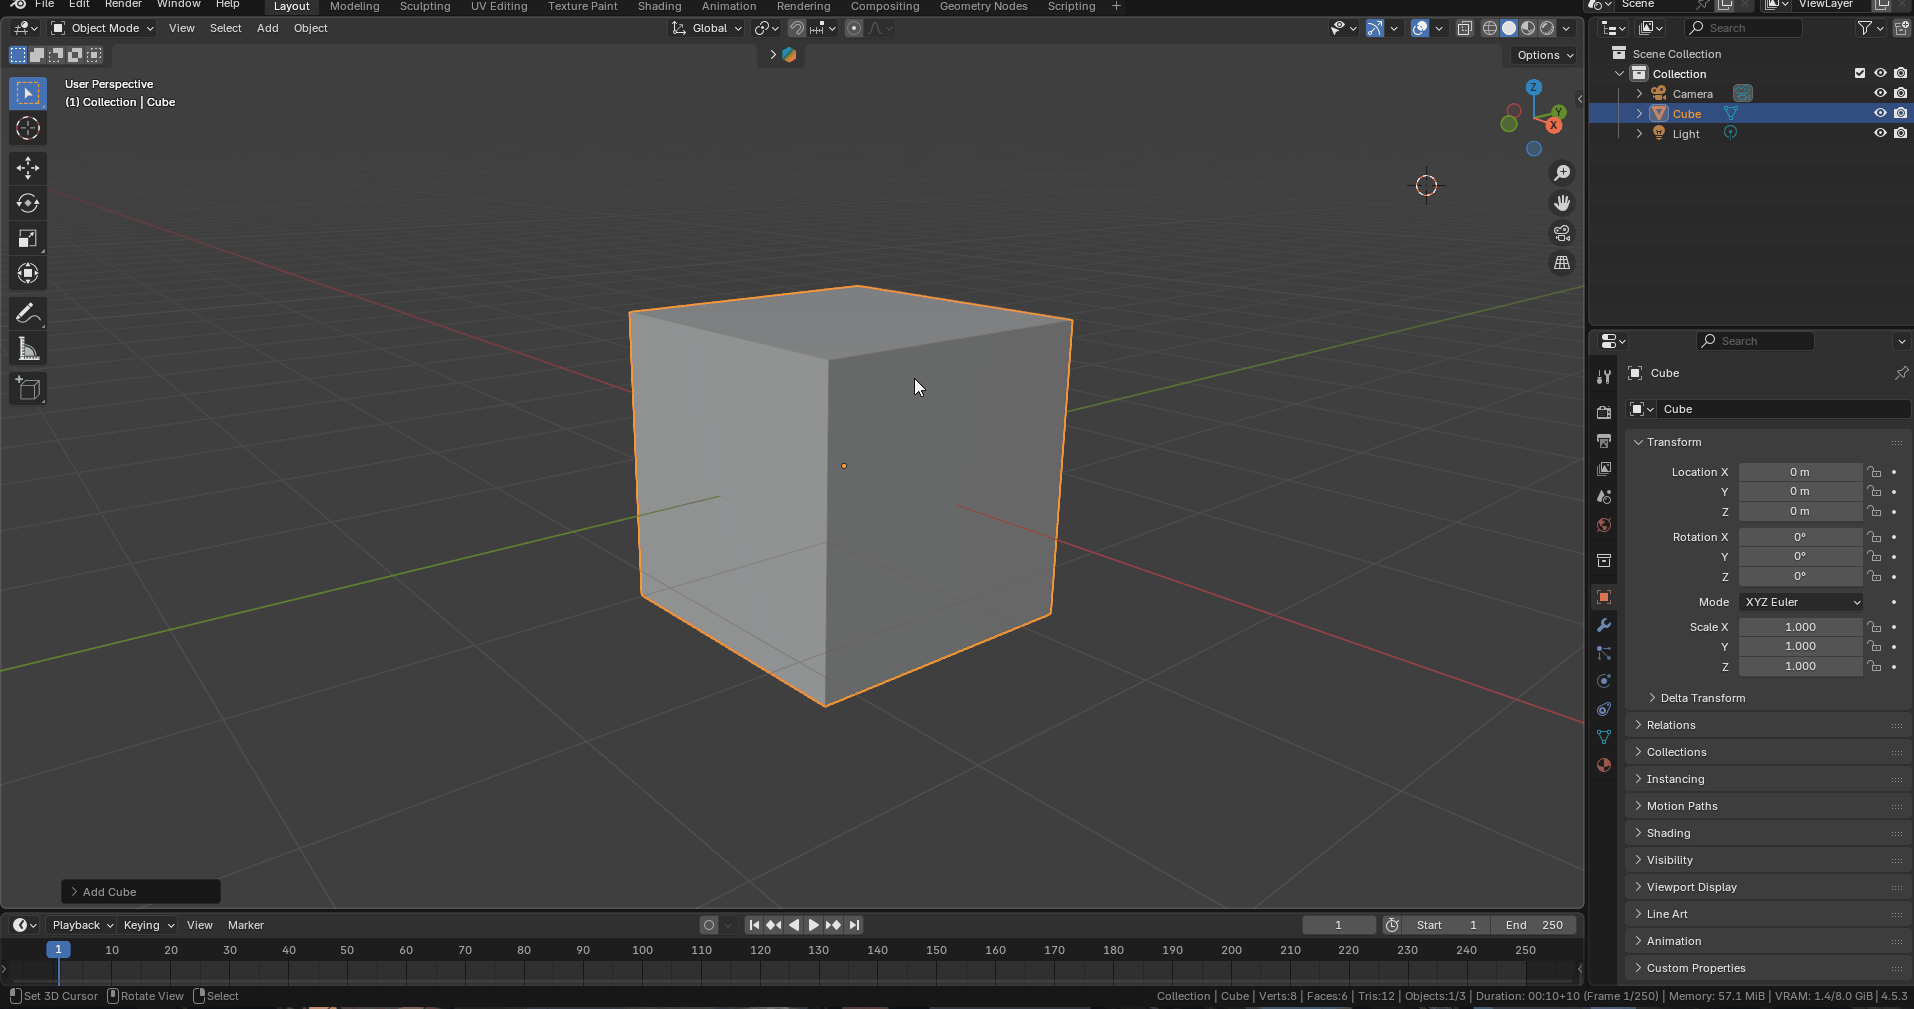 File Edit Render Window Help Layout Modeling Sculpting UV Editing Texture Paint Shading Animation Rendering Compositing Geometry Nodes Scripting + Scene ViewLayer
Object Mode View Select Add Object Global Search
Options
User Perspective
(1) Collection | Cube
Z
Y
X
Scene Collection
Collection
Camera
Cube
Light
Search
Cube
Cube
Transform
Location X 0 m
Y 0 m
Z 0 m
Rotation X 0°
Y 0°
Z 0°
Mode XYZ Euler
Scale X 1.000
Y 1.000
Z 1.000
Delta Transform
Relations
Collections
Instancing
Motion Paths
Shading
Visibility
Viewport Display
Line Art
Animation
Custom Properties
Add Cube
Playback Keying View Marker 1 Start 1 End 250
1 10 20 30 40 50 60 70 80 90 100 110 120 130 140 150 160 170 180 190 200 210 220 230 240 250
Set 3D Cursor Rotate View Select Collection | Cube | Verts:8 | Faces:6 | Tris:12 | Objects:1/3 | Duration: 00:10+10 (Frame 1/250) | Memory: 57.1 MiB | VRAM: 1.4/8.0 GiB | 4.5.3